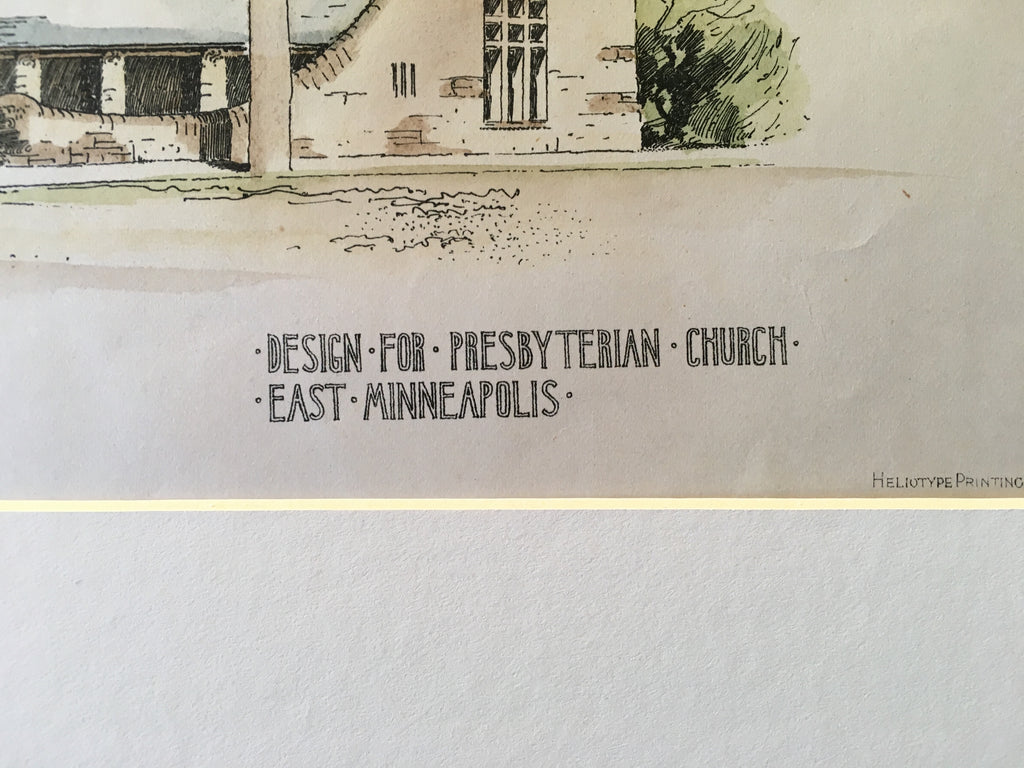 ·DESIGN·FOR·PRESBYTERIAN·CHURCH·
·EAST·MINNEAPOLIS·
HELIOTYPE PRINTING